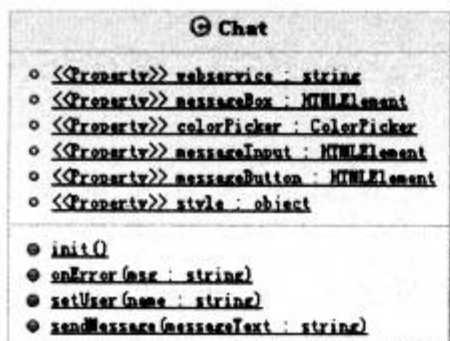 C Chat
<<Property>> webservice : string
<<Property>> messageBox : HTMLElement
<<Property>> colorPicker : ColorPicker
<<Property>> messageInput : HTMLElement
<<Property>> messageButton : HTMLElement
<<Property>> style : object
init()
onError(msg : string)
setUser(name : string)
sendMessage(messageText : string)